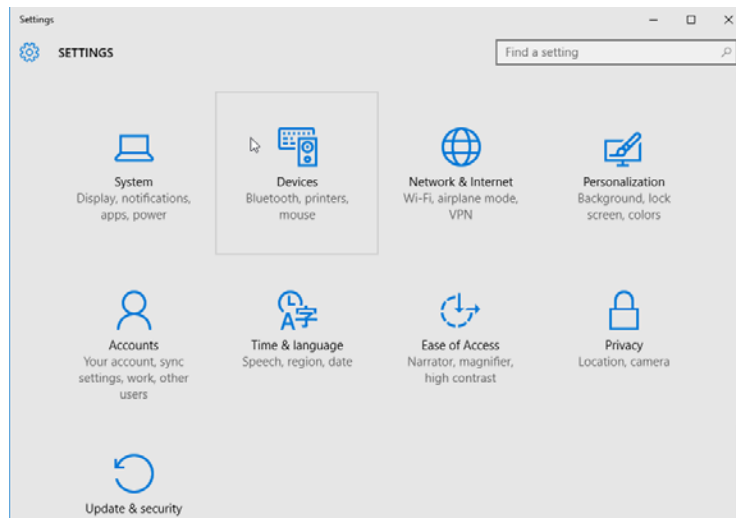 Settings
SETTINGS
Find a setting
System
Display, notifications,
apps, power
Devices
Bluetooth, printers,
mouse
Network & Internet
Wi-Fi, airplane mode,
VPN
Personalization
Background, lock
screen, colors
Accounts
Your account, sync
settings, work, other
users
Time & language
Speech, region, date
Ease of Access
Narrator, magnifier,
high contrast
Privacy
Location, camera
Update & security